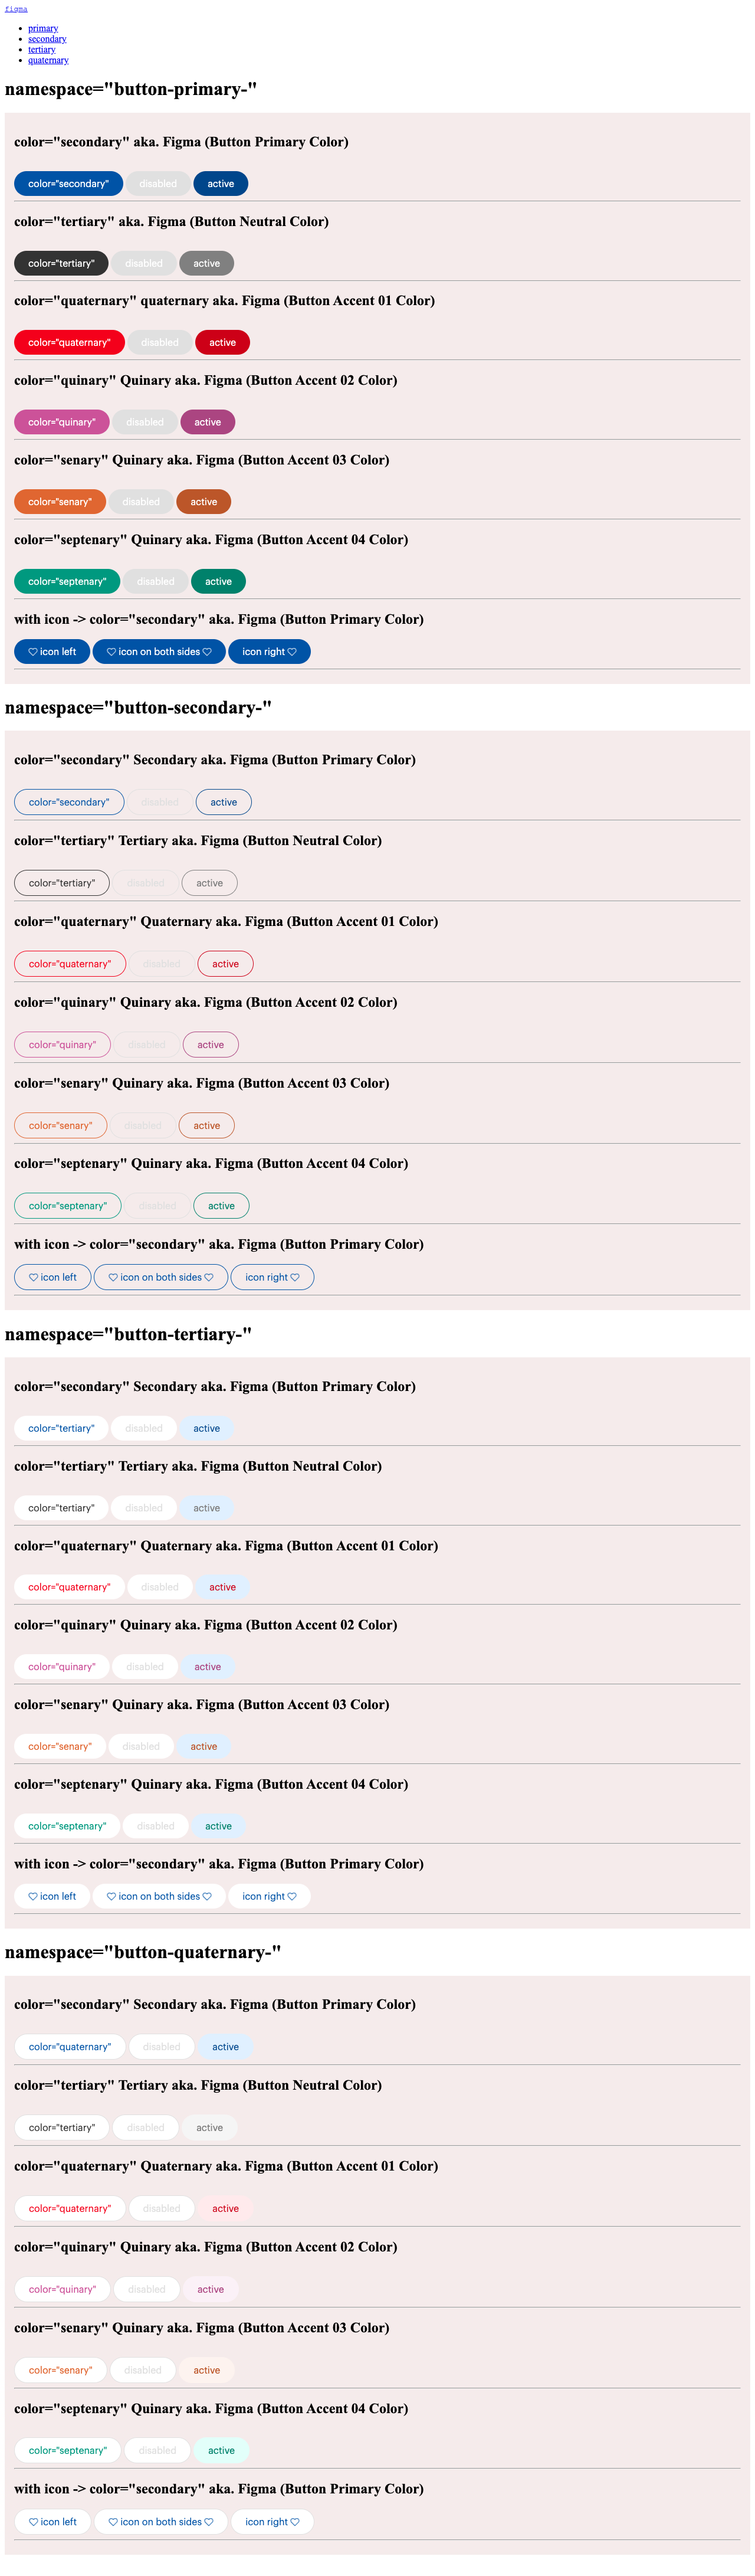 figma
primary
secondary
tertiary
quaternary
namespace="button-primary-"
color="secondary" aka. Figma (Button Primary Color)
color="secondary" disabled active
color="tertiary" aka. Figma (Button Neutral Color)
color="tertiary" disabled active
color="quaternary" quaternary aka. Figma (Button Accent 01 Color)
color="quaternary" disabled active
color="quinary" Quinary aka. Figma (Button Accent 02 Color)
color="quinary" disabled active
color="senary" Quinary aka. Figma (Button Accent 03 Color)
color="senary" disabled active
color="septenary" Quinary aka. Figma (Button Accent 04 Color)
color="septenary" disabled active
with icon -> color="secondary" aka. Figma (Button Primary Color)
icon left icon on both sides icon right
namespace="button-secondary-"
color="secondary" Secondary aka. Figma (Button Primary Color)
color="secondary" disabled active
color="tertiary" Tertiary aka. Figma (Button Neutral Color)
color="tertiary" disabled active
color="quaternary" Quaternary aka. Figma (Button Accent 01 Color)
color="quaternary" disabled active
color="quinary" Quinary aka. Figma (Button Accent 02 Color)
color="quinary" disabled active
color="senary" Quinary aka. Figma (Button Accent 03 Color)
color="senary" disabled active
color="septenary" Quinary aka. Figma (Button Accent 04 Color)
color="septenary" disabled active
with icon -> color="secondary" aka. Figma (Button Primary Color)
icon left icon on both sides icon right
namespace="button-tertiary-"
color="secondary" Secondary aka. Figma (Button Primary Color)
color="tertiary" disabled active
color="tertiary" Tertiary aka. Figma (Button Neutral Color)
color="tertiary" disabled active
color="quaternary" Quaternary aka. Figma (Button Accent 01 Color)
color="quaternary" disabled active
color="quinary" Quinary aka. Figma (Button Accent 02 Color)
color="quinary" disabled active
color="senary" Quinary aka. Figma (Button Accent 03 Color)
color="senary" disabled active
color="septenary" Quinary aka. Figma (Button Accent 04 Color)
color="septenary" disabled active
with icon -> color="secondary" aka. Figma (Button Primary Color)
icon left icon on both sides icon right
namespace="button-quaternary-"
color="secondary" Secondary aka. Figma (Button Primary Color)
color="quaternary" disabled active
color="tertiary" Tertiary aka. Figma (Button Neutral Color)
color="tertiary" disabled active
color="quaternary" Quaternary aka. Figma (Button Accent 01 Color)
color="quaternary" disabled active
color="quinary" Quinary aka. Figma (Button Accent 02 Color)
color="quinary" disabled active
color="senary" Quinary aka. Figma (Button Accent 03 Color)
color="senary" disabled active
color="septenary" Quinary aka. Figma (Button Accent 04 Color)
color="septenary" disabled active
with icon -> color="secondary" aka. Figma (Button Primary Color)
icon left icon on both sides icon right